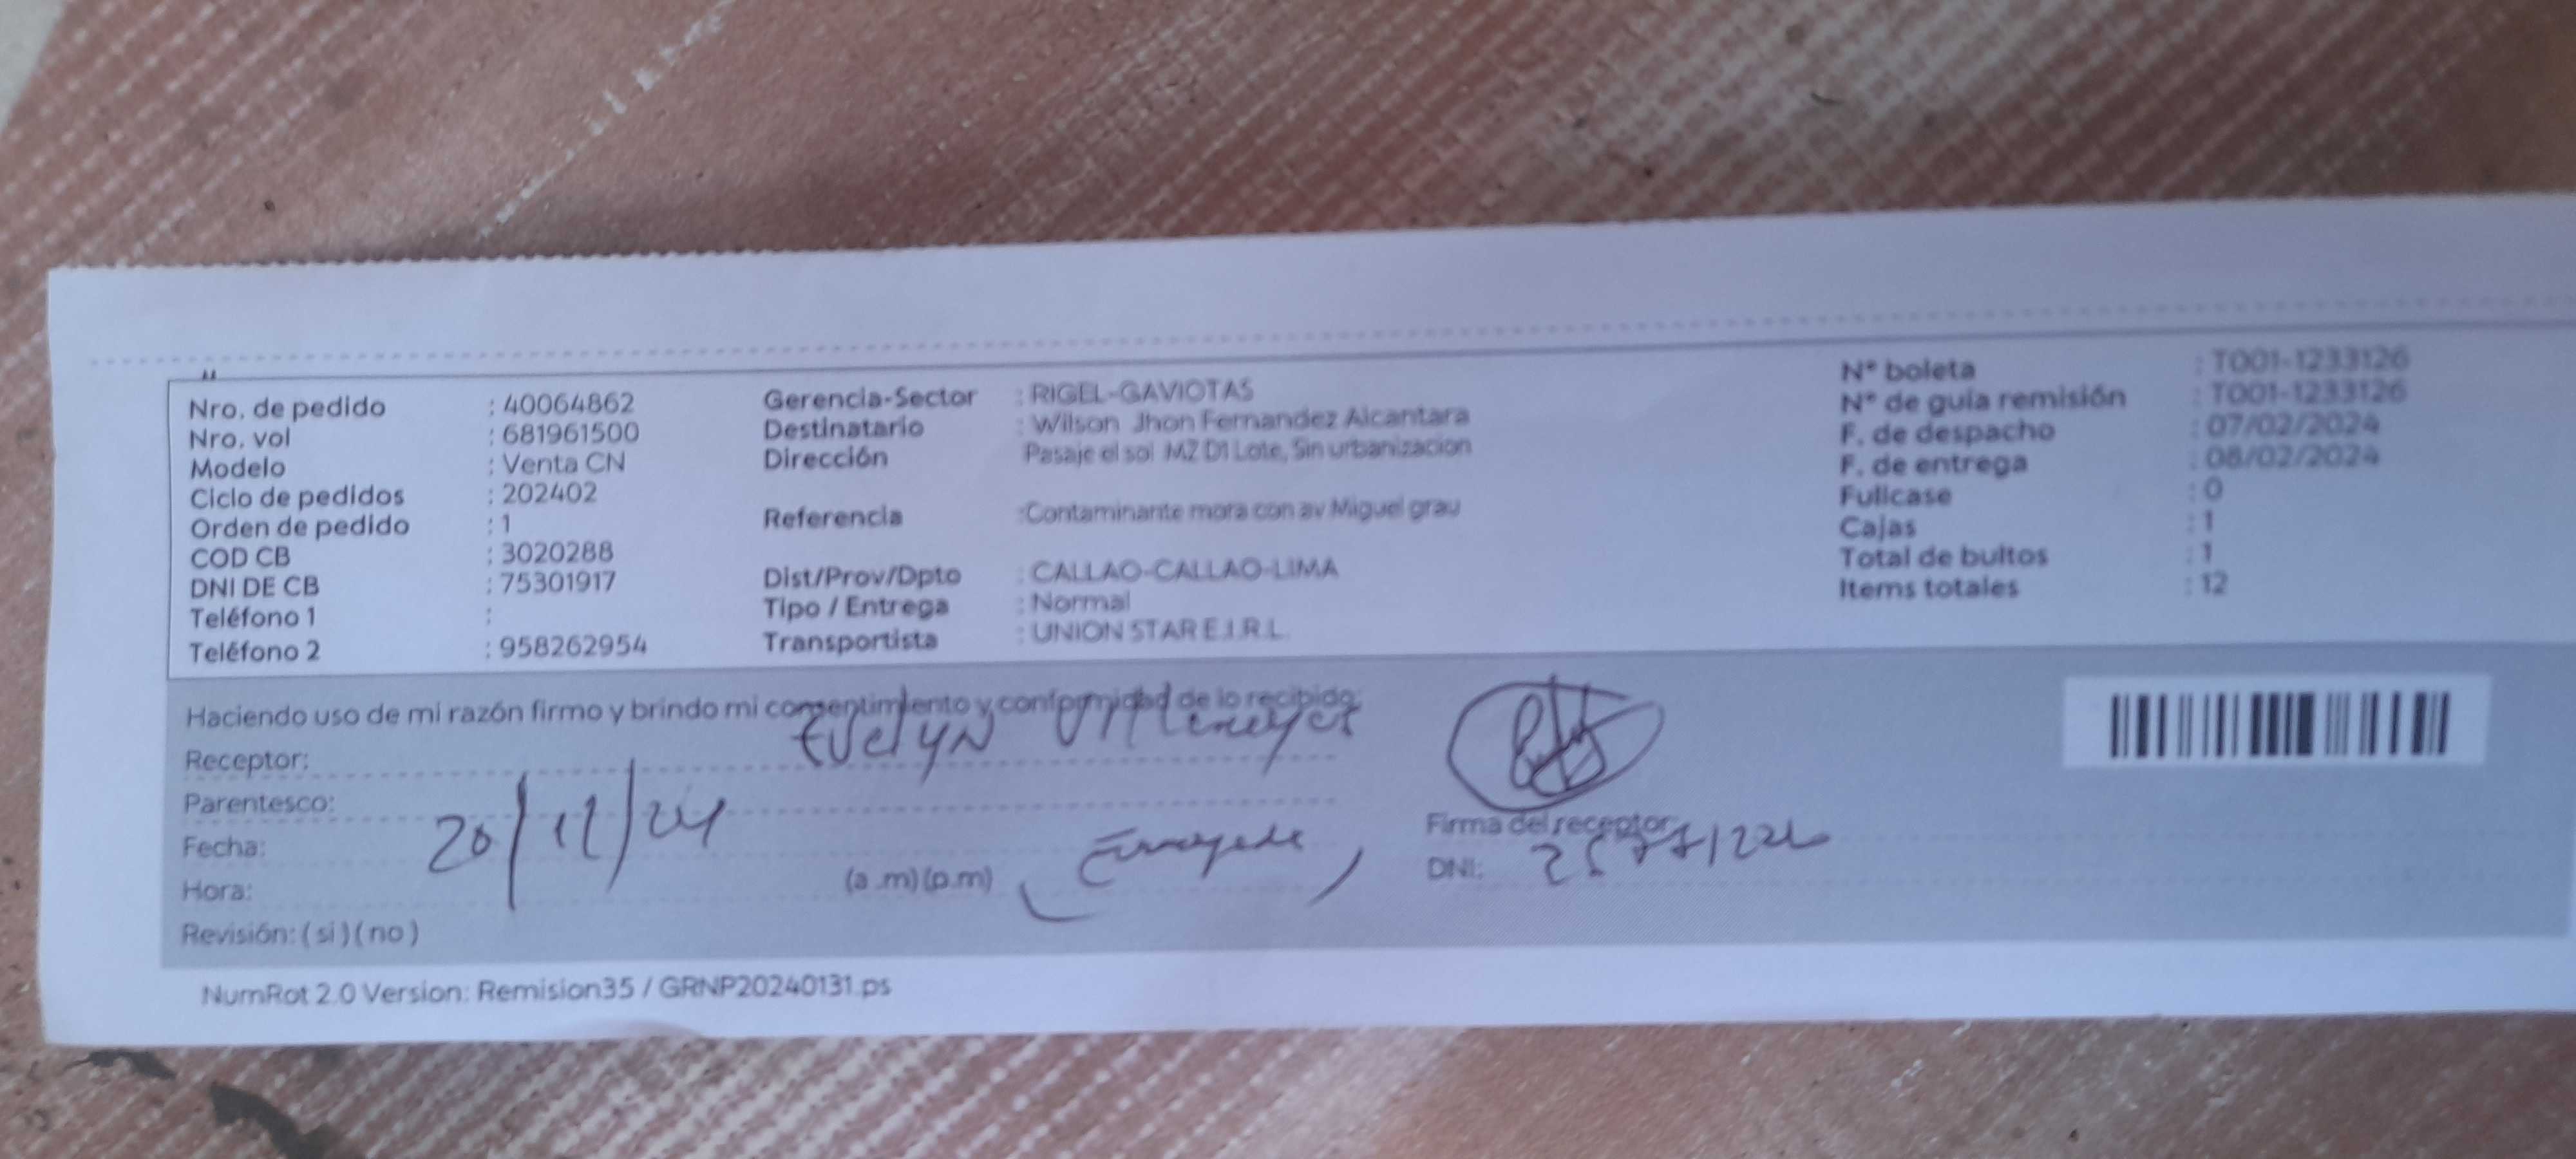 Nro. de pedido : 40064862
Nro. vol : 681961500
Modelo : Venta CN
Ciclo de pedidos : 202402
Orden de pedido : 1
COD CB : 3020288
DNI DE CB : 75301917
Teléfono 1 :
Teléfono 2 : 958262954
Gerencia-Sector : RIGEL-GAVIOTAS
Destinatario : Wilson Jhon Fernandez Alcantara
Dirección Pasaje el sol MZ D1 Lote, Sin urbanizacion
Referencia :Contaminante mora con av Miguel grau
Dist/Prov/Dpto : CALLAO-CALLAO-LIMA
Tipo / Entrega : Normal
Transportista : UNION STAR E.I.R.L.
N° boleta : T001-1233126
N° de guía remisión : T001-1233126
F. de despacho : 07/02/2024
F. de entrega : 08/02/2024
Fullcase : 0
Cajas : 1
Total de bultos : 1
Items totales : 12
Haciendo uso de mi razón firmo y brindo mi consentimiento y conformidad de lo recibido:
Receptor: Evelyn
Parentesco:
Fecha: 20/12/24
Hora: (a .m) (p.m)
Revisión: ( si ) ( no )
Firma del receptor
DNI:
NumRot 2.0 Version: Remision35 / GRNP20240131.ps